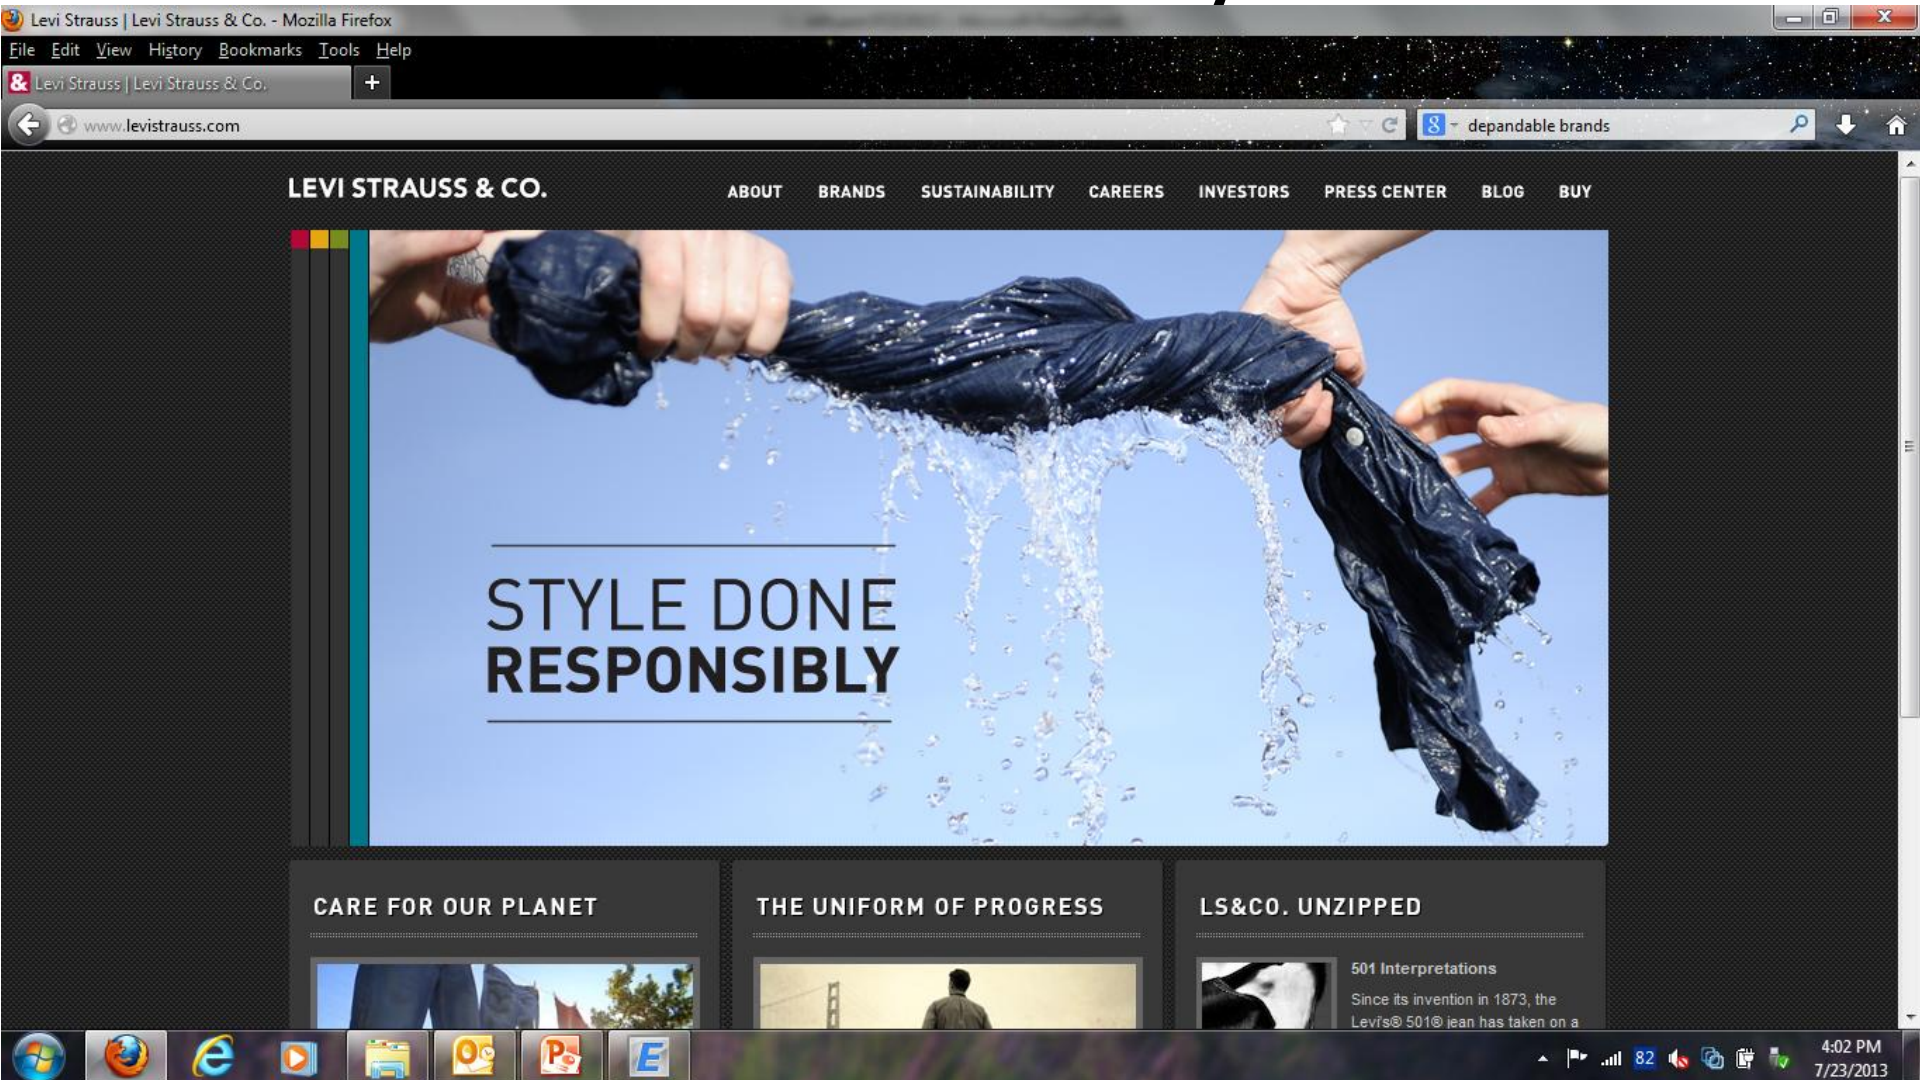 Levi Strauss | Levi Strauss & Co. - Mozilla Firefox
File Edit View History Bookmarks Tools Help
& Levi Strauss | Levi Strauss & Co. +
www.levistrauss.com
8 depandable brands
LEVI STRAUSS & CO.
ABOUT BRANDS SUSTAINABILITY CAREERS INVESTORS PRESS CENTER BLOG BUY
STYLE DONE
RESPONSIBLY
CARE FOR OUR PLANET
THE UNIFORM OF PROGRESS
LS&CO. UNZIPPED
501 Interpretations
Since its invention in 1873, the
Levi's® 501® jean has taken on a
82
4:02 PM
7/23/2013